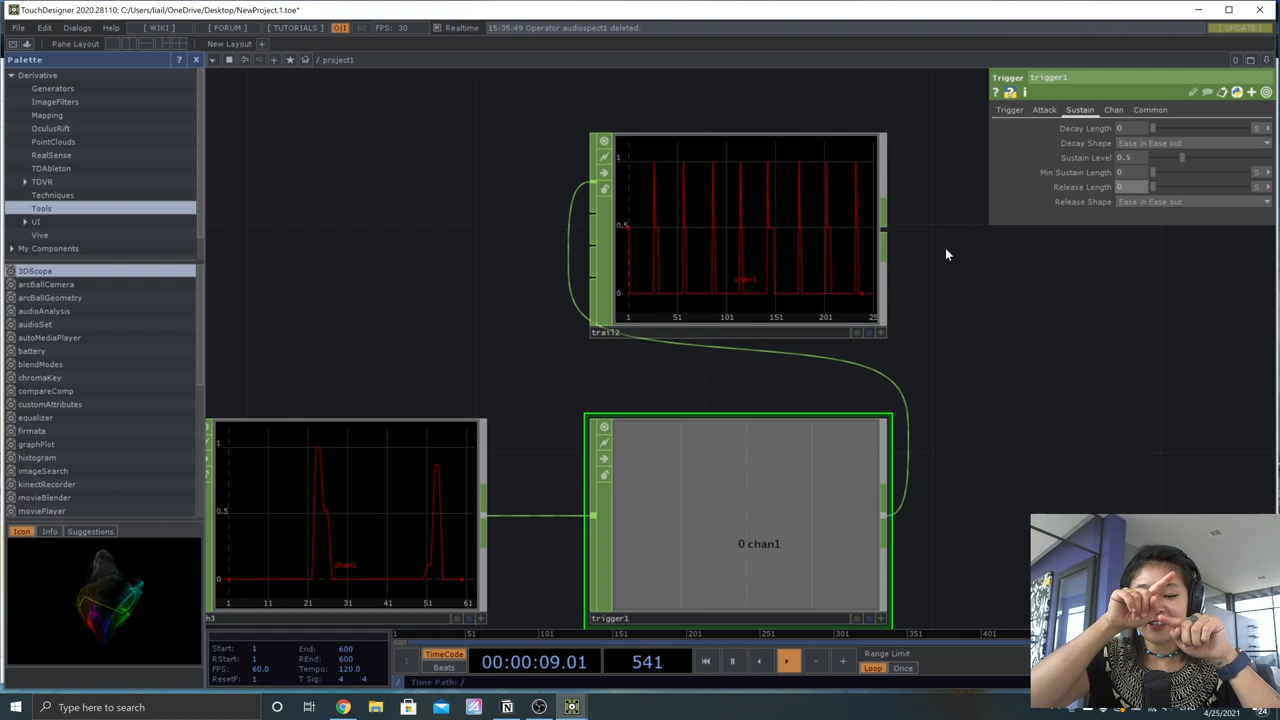 TouchDesigner 2020.28110: C:/Users/liail/OneDrive/Desktop/NewProject.1.toe*
File Edit Dialogs Help [ WIKI ] [ FORUM ] [ TUTORIALS ] O|I 60 FPS: 30 Realtime 15:35:49 Operator audiospect1 deleted. [ UPDATE ]
Pane Layout New Layout +
Palette ? x
/ project1
Derivative
Generators
ImageFilters
Mapping
OculusRift
PointClouds
RealSense
TDAbleton
TDVR
Techniques
Tools
UI
Vive
My Components
3DScope
arcBallCamera
arcBallGeometry
audioAnalysis
audioSet
autoMediaPlayer
battery
blendModes
chromaKey
compareComp
customAttributes
equalizer
firmata
graphPlot
histogram
imageSearch
kinectRecorder
movieBlender
moviePlayer
Icon Info Suggestions
1
0.5
chan1
0
1 51 101 151 201 25
trail2
1
0.5
chan1
0
1 11 21 31 41 51 61
h3
0 chan1
trigger1
Trigger trigger1
? i
Trigger Attack Sustain Chan Common
Decay Length 0 S
Decay Shape Ease in Ease out
Sustain Level 0.5
Min Sustain Length 0 S
Release Length 0 S
Release Shape Ease in Ease out
1 51 101 151 201 251 301 351 401
Start: 1 End: 600
RStart: 1 REnd: 600
FPS: 60.0 Tempo: 120.0
ResetF: 1 T Sig: 4 4
TimeCode
Beats
00:00:09.01 541
Range Limit
Loop Once
/ Time Path: /
Type here to search
4/25/2021
24